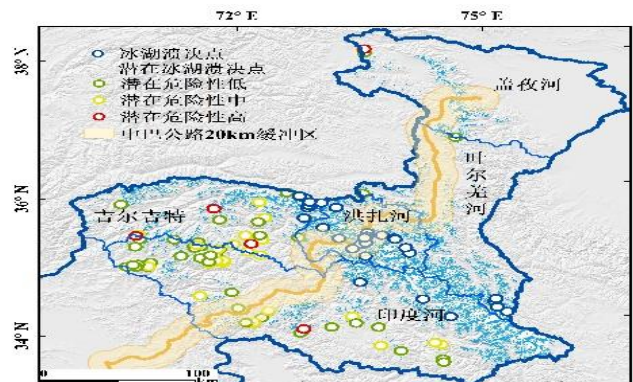 72° E 75° E
38°N
36°N
34°N
冰湖溃决点
潜在冰湖溃决点
潜在危险性低
潜在危险性中
潜在危险性高
中巴公路20km缓冲区
盖孜河
叶尔羌河
吉尔吉特
洪扎河
印度河
0 100
km